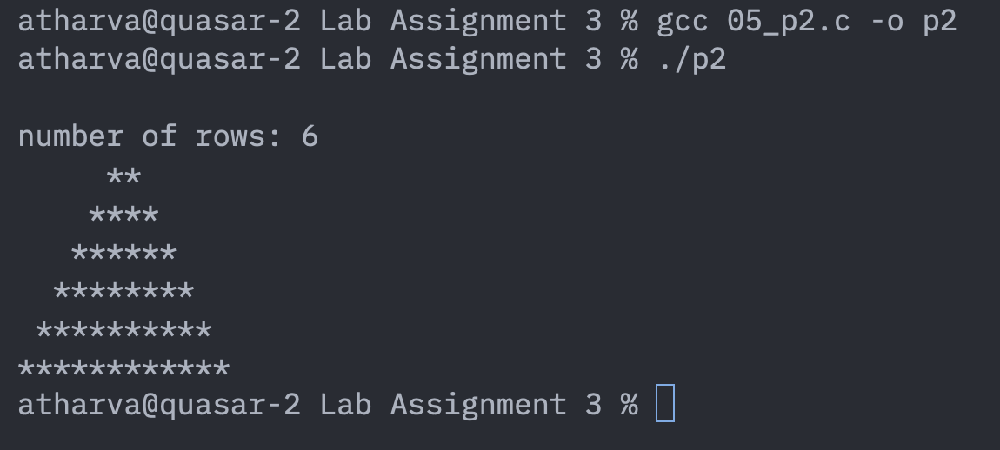 atharva@quasar-2 Lab Assignment 3 % gcc 05_p2.c -o p2
atharva@quasar-2 Lab Assignment 3 % ./p2

number of rows: 6
     **
    ****
   ******
  ********
 **********
************
atharva@quasar-2 Lab Assignment 3 %